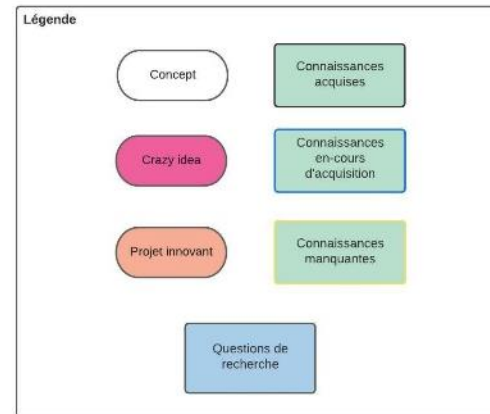 Légende
Concept
Connaissances
acquises
Crazy idea
Connaissances
en-cours
d'acquisition
Projet innovant
Connaissances
manquantes
Questions de
recherche